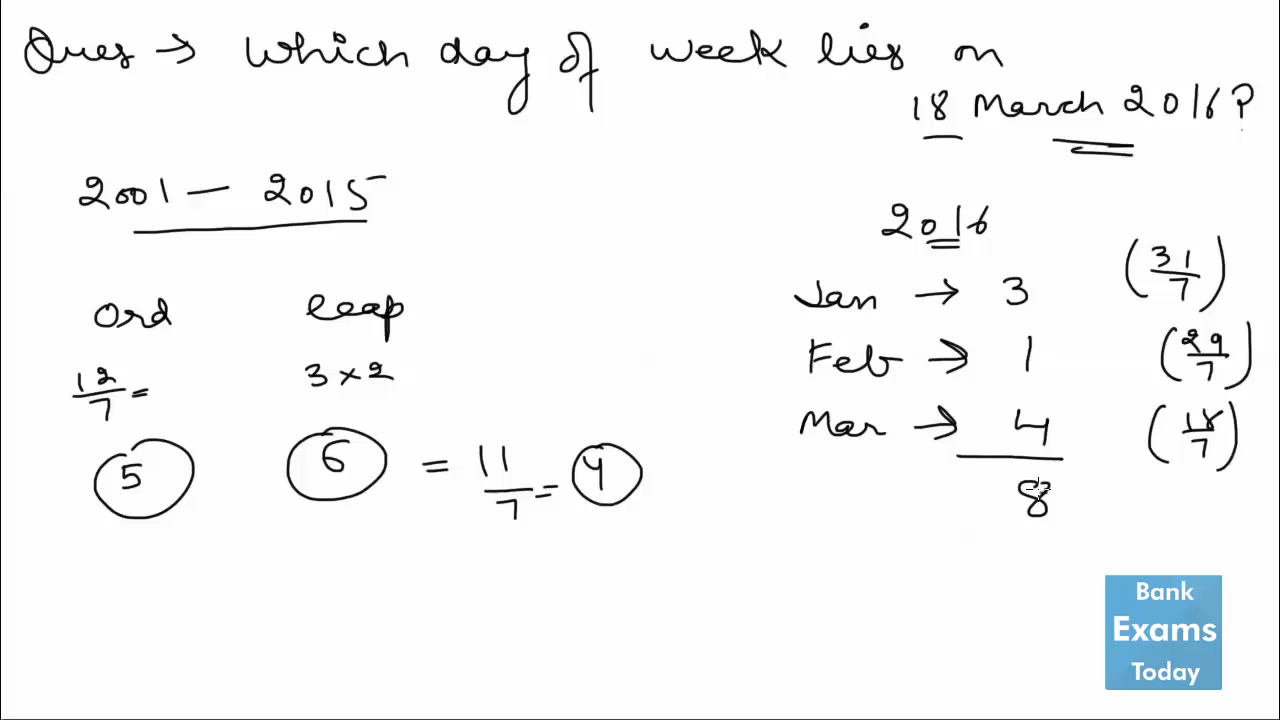 Ques → Which day of week lies on
18 March 2016?
2001 — 2015
2016
Jan → 3 (31/7)
Feb → 1 (29/7)
Mar → 4 (18/7)
8
ord leap
12/7 = 3 × 2
5 6 = 11/7 = 4
Bank
Exams
Today